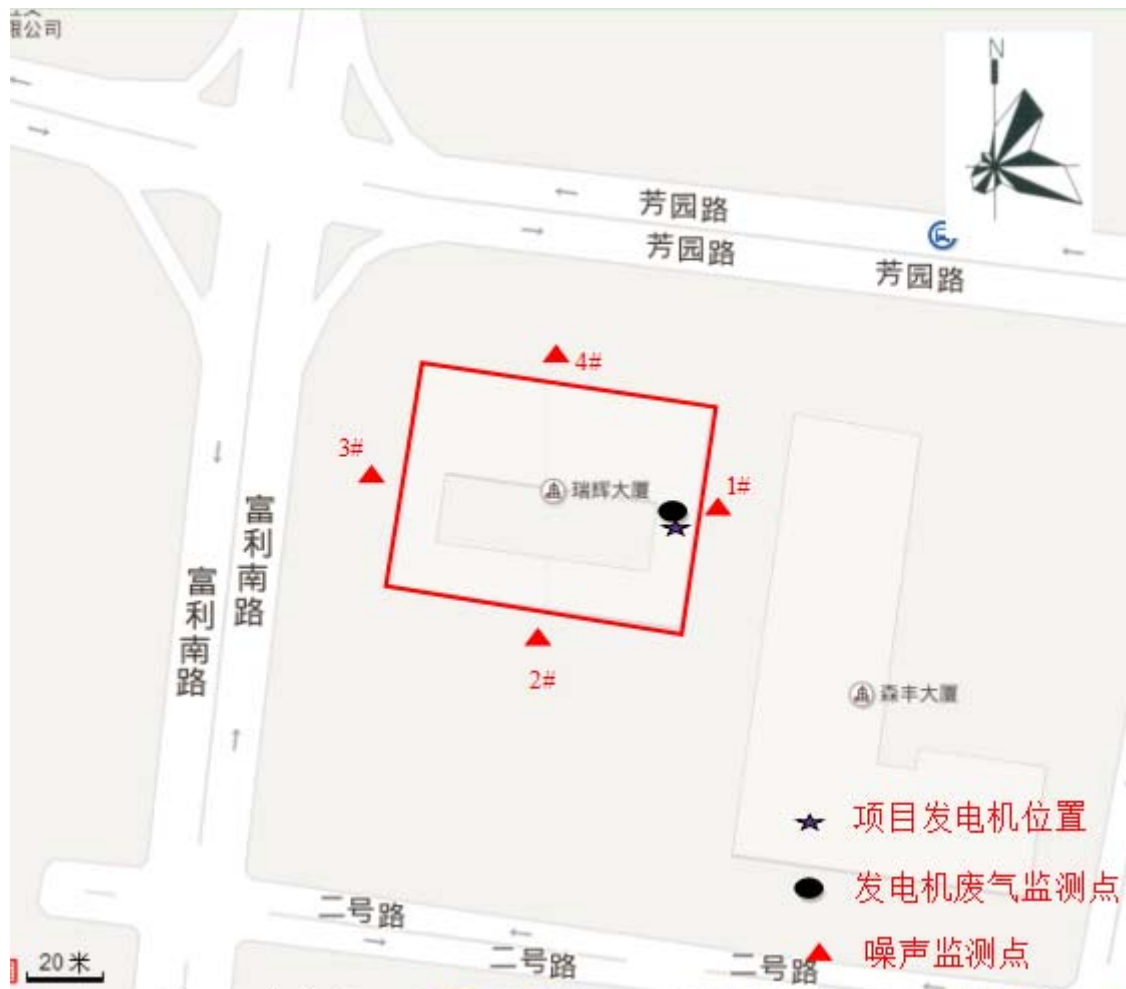 限公司
N
芳园路
芳园路
芳园路
4#
3#
瑞辉大厦
1#
富利南路
富利南路
2#
森丰大厦
项目发电机位置
发电机废气监测点
二号路
噪声监测点
二号路
二号路
20 米